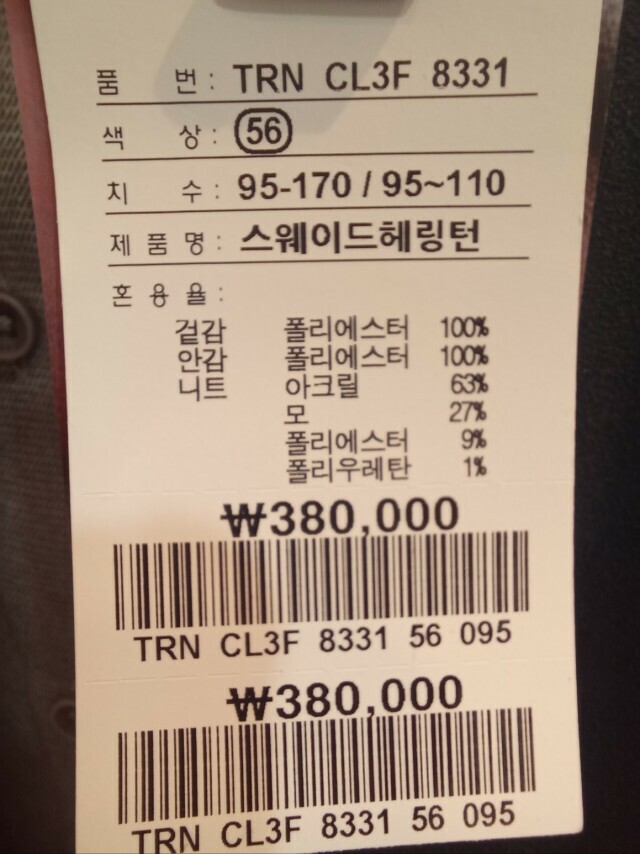 품 번 : TRN CL3F 8331
색 상 : 56
치 수 : 95-170 / 95~110
제 품 명 : 스웨이드헤링턴
혼 용 율 :
겉감 폴리에스터 100%
안감 폴리에스터 100%
니트 아크릴 63%
모 27%
폴리에스터 9%
폴리우레탄 1%
₩380,000
TRN CL3F 8331 56 095
₩380,000
TRN CL3F 8331 56 095